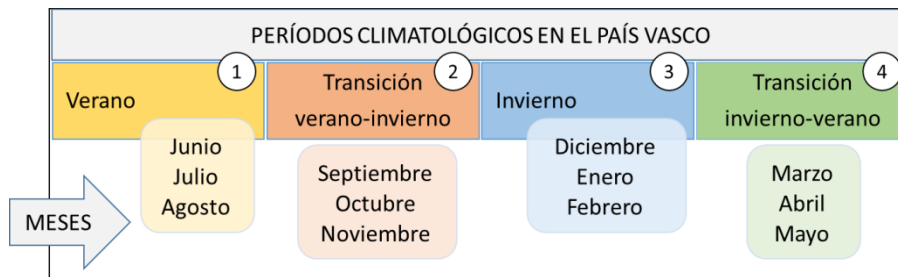 PERÍODOS CLIMATOLÓGICOS EN EL PAÍS VASCO
1
Verano
2
Transición
verano-invierno
3
Invierno
4
Transición
invierno-verano
MESES
Junio
Julio
Agosto
Septiembre
Octubre
Noviembre
Diciembre
Enero
Febrero
Marzo
Abril
Mayo